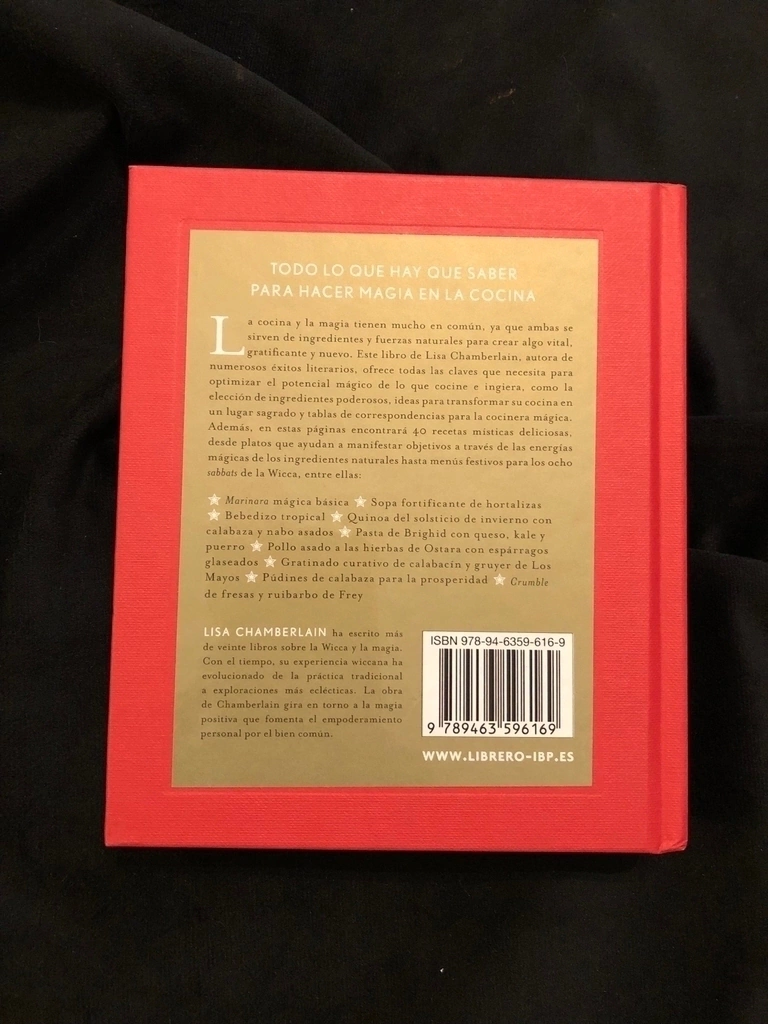 TODO LO QUE HAY QUE SABER
PARA HACER MAGIA EN LA COCINA
La cocina y la magia tienen mucho en común, ya que ambas se
sirven de ingredientes y fuerzas naturales para crear algo vital,
gratificante y nuevo. Este libro de Lisa Chamberlain, autora de
numerosos éxitos literarios, ofrece todas las claves que necesita para
optimizar el potencial mágico de lo que cocine e ingiera, como la
elección de ingredientes poderosos, ideas para transformar su cocina en
un lugar sagrado y tablas de correspondencias para la cocinera mágica.
Además, en estas páginas encontrará 40 recetas místicas deliciosas,
desde platos que ayudan a manifestar objetivos a través de las energías
mágicas de los ingredientes naturales hasta menús festivos para los ocho
sabbats de la Wicca, entre ellas:
★ Marinara mágica básica ★ Sopa fortificante de hortalizas
★ Bebedizo tropical ★ Quinoa del solsticio de invierno con
calabaza y nabo asados ★ Pasta de Brighid con queso, kale y
puerro ★ Pollo asado a las hierbas de Ostara con espárragos
glaseados ★ Gratinado curativo de calabacín y gruyer de Los
Mayos ★ Púdines de calabaza para la prosperidad ★ Crumble
de fresas y ruibarbo de Frey
LISA CHAMBERLAIN ha escrito más
de veinte libros sobre la Wicca y la magia.
Con el tiempo, su experiencia wiccana ha
evolucionado de la práctica tradicional
a exploraciones más eclécticas. La obra
de Chamberlain gira en torno a la magia
positiva que fomenta el empoderamiento
personal por el bien común.
ISBN 978-94-6359-616-9
9 789463 596169
WWW.LIBRERO-IBP.ES